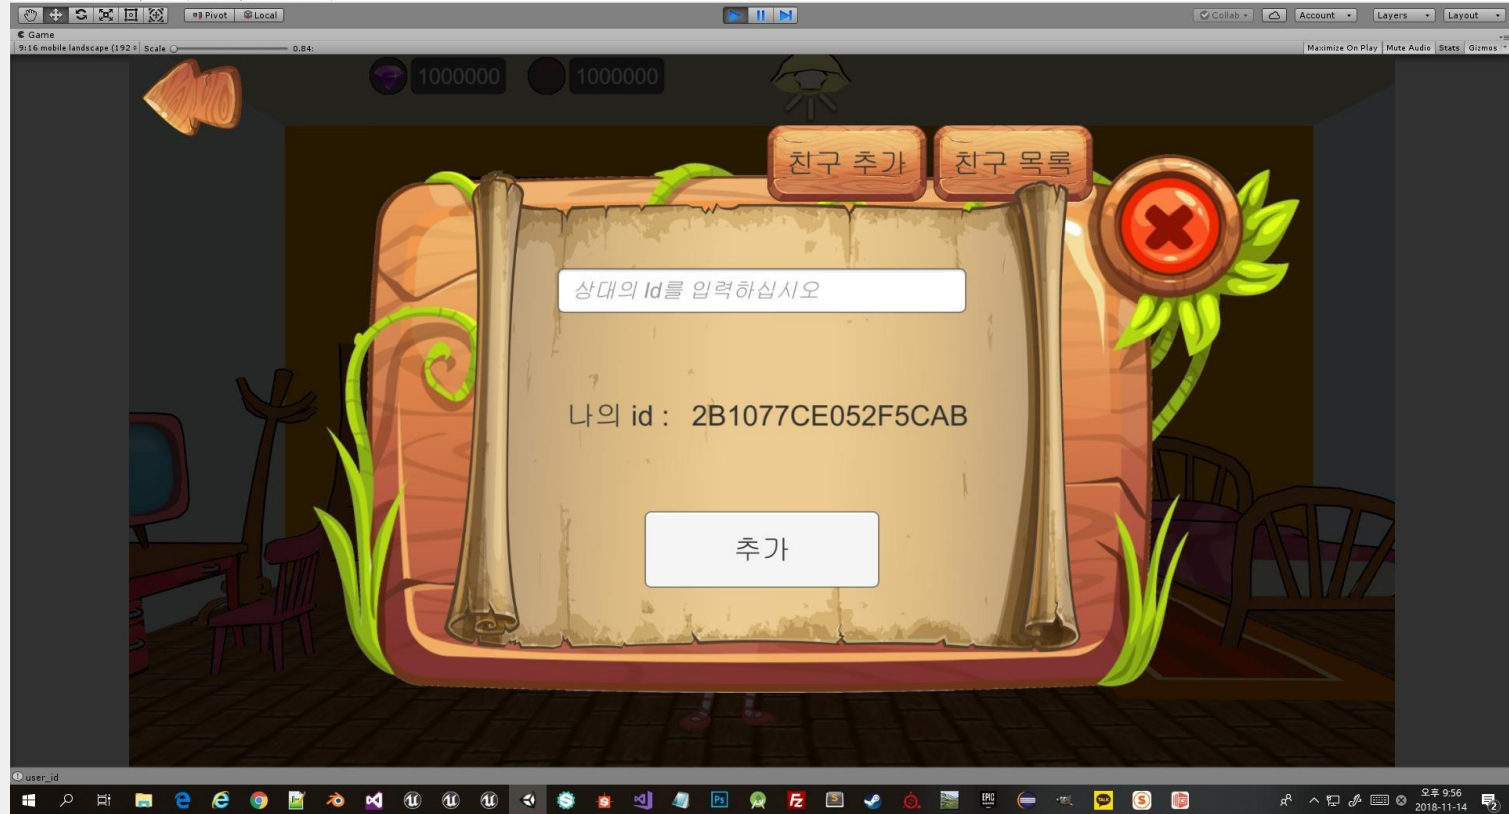 Pivot Local Collab Account Layers Layout
Game
9:16 mobile landscape (192 Scale 0.84: Maximize On Play Mute Audio Stats Gizmos
1000000 1000000
친구 추가 친구 목록
상대의 Id를 입력하십시오
나의 id : 2B1077CE052F5CAB
추가
user_id
오후 9:56
2018-11-14